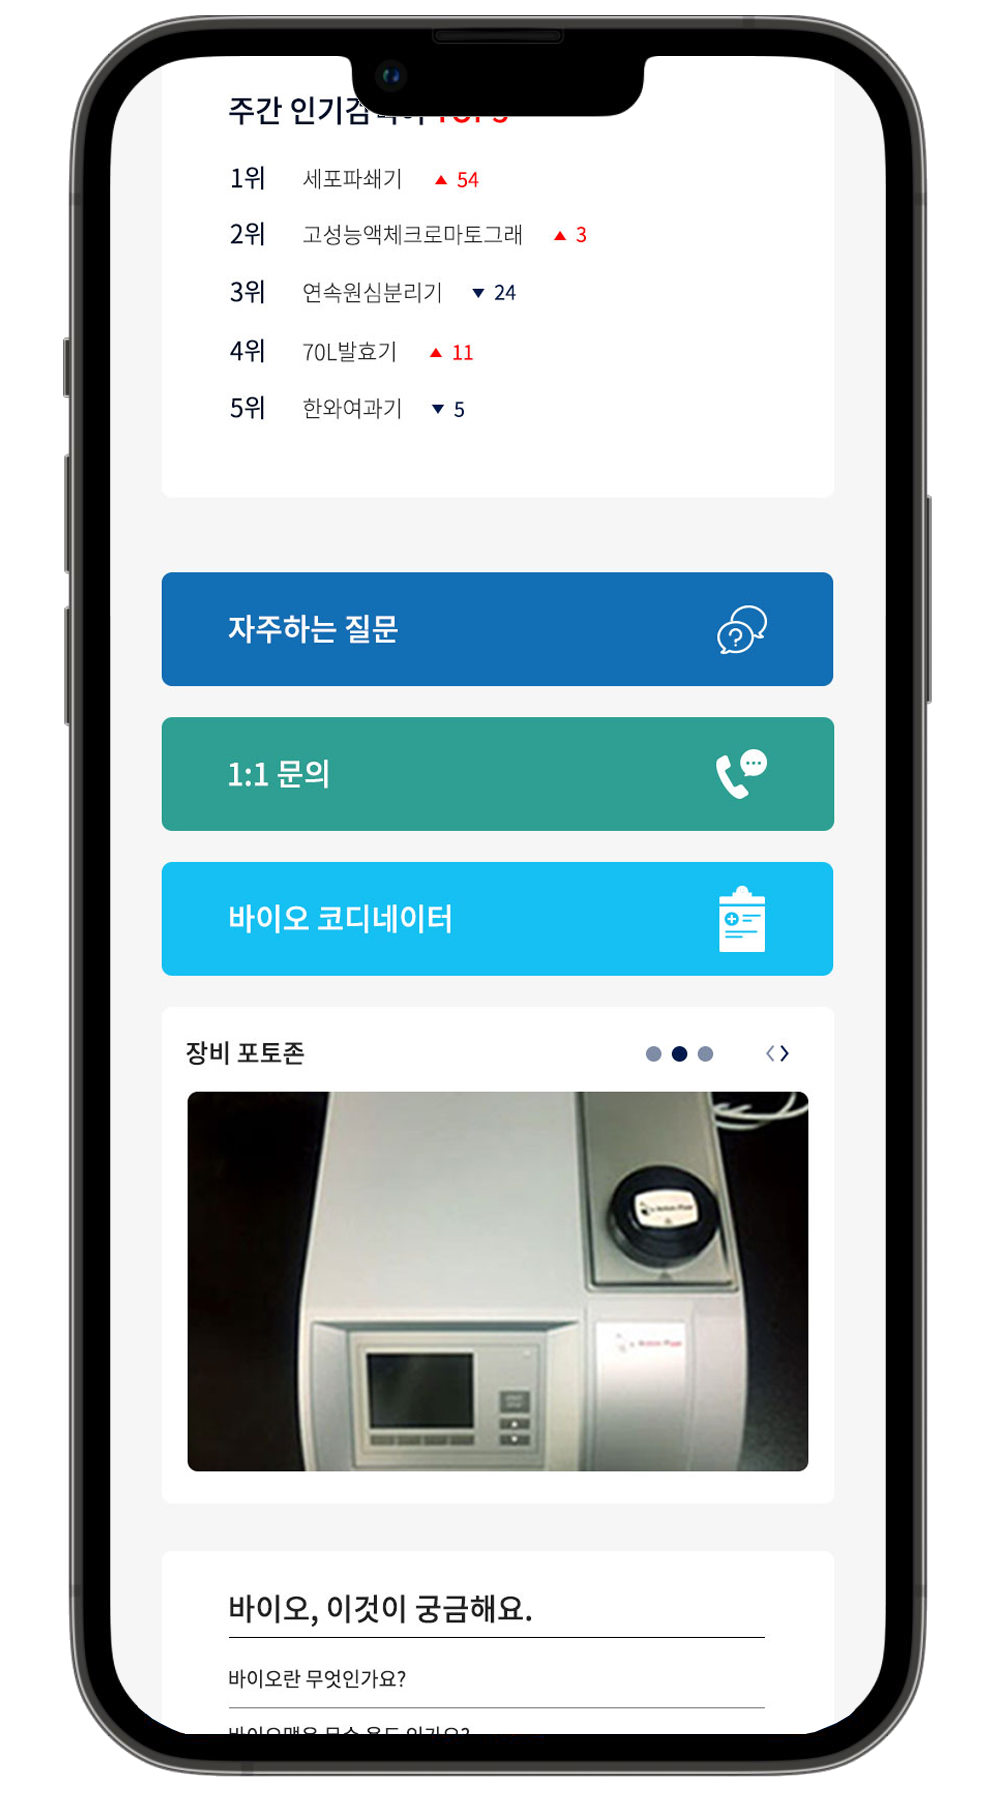 주간 인기검색어 TOP 5
1위 세포파쇄기 ▲ 54
2위 고성능액체크로마토그래 ▲ 3
3위 연속원심분리기 ▼ 24
4위 70L발효기 ▲ 11
5위 한와여과기 ▼ 5
자주하는 질문
1:1 문의
바이오 코디네이터
장비 포토존
바이오, 이것이 궁금해요.
바이오란 무엇인가요?